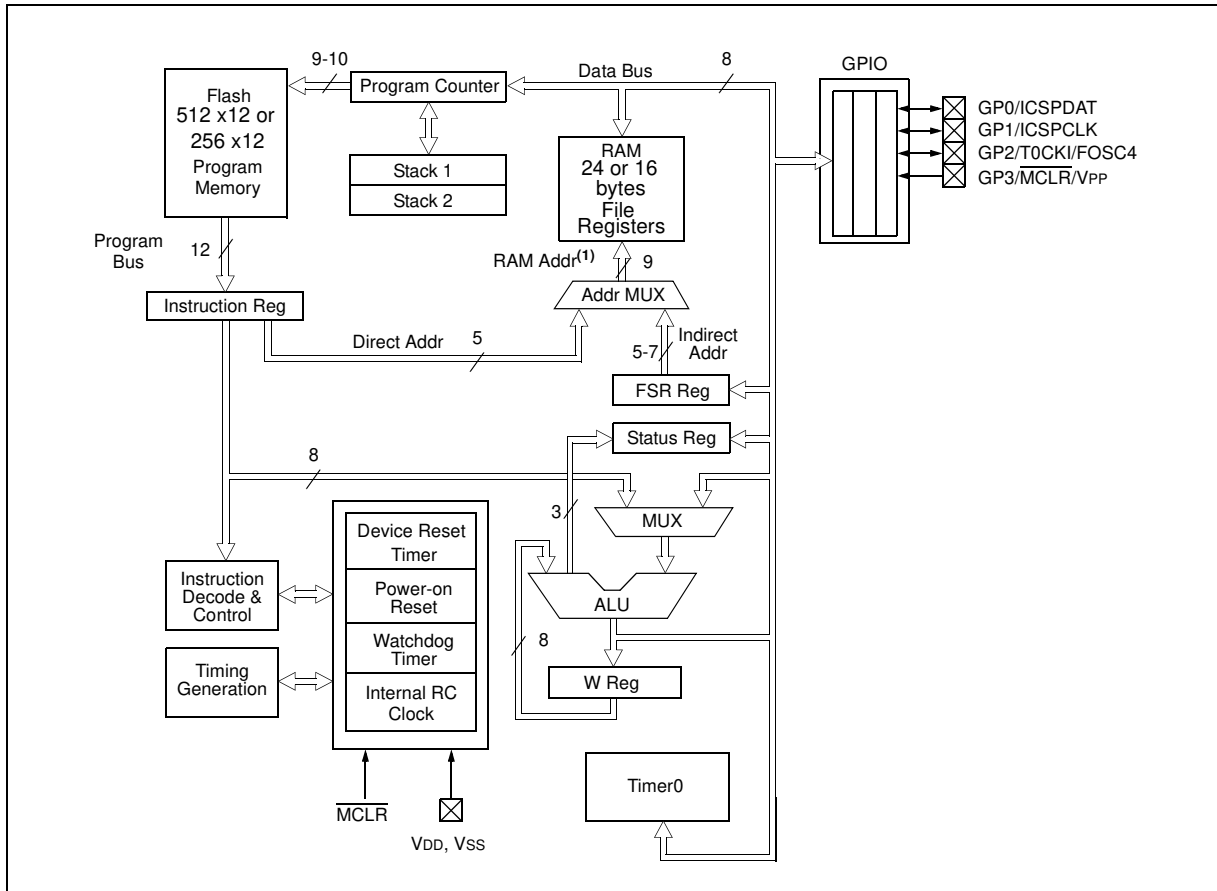 9-10
Data Bus
8
GPIO
Flash
512 x12 or
256 x12
Program
Memory
Program Counter
Stack 1
Stack 2
RAM
24 or 16
bytes
File
Registers
GP0/ICSPDAT
GP1/ICSPCLK
GP2/T0CKI/FOSC4
GP3/MCLR/VPP
Program
Bus
12
RAM Addr(1)
9
Instruction Reg
Addr MUX
Direct Addr
5
5-7
Indirect
Addr
FSR Reg
Status Reg
8
3
MUX
Device Reset
Timer
Power-on
Reset
Watchdog
Timer
Internal RC
Clock
Instruction
Decode &
Control
Timing
Generation
ALU
8
W Reg
Timer0
MCLR
VDD, VSS